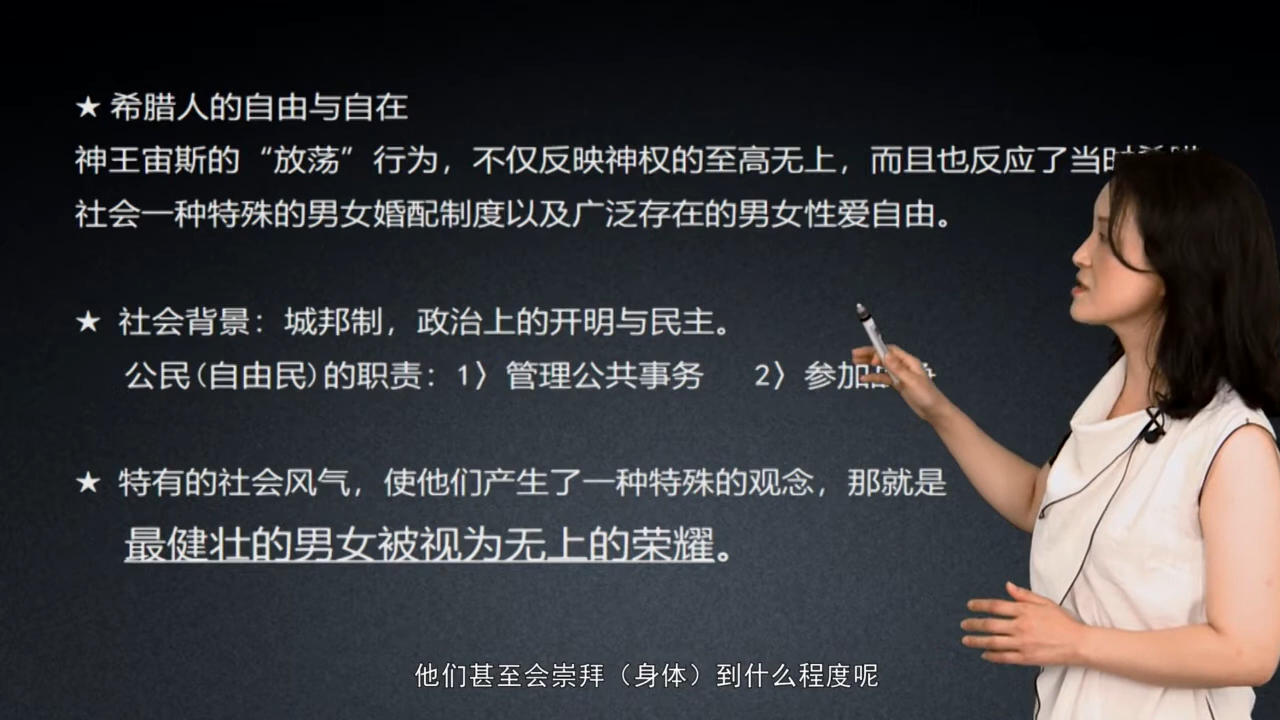 ★ 希腊人的自由与自在
神王宙斯的“放荡”行为，不仅反映神权的至高无上，而且也反应了当时希腊
社会一种特殊的男女婚配制度以及广泛存在的男女性爱自由。
★ 社会背景：城邦制，政治上的开明与民主。
公民(自由民)的职责：1）管理公共事务 2）参加
★ 特有的社会风气，使他们产生了一种特殊的观念，那就是
最健壮的男女被视为无上的荣耀。
他们甚至会崇拜（身体）到什么程度呢